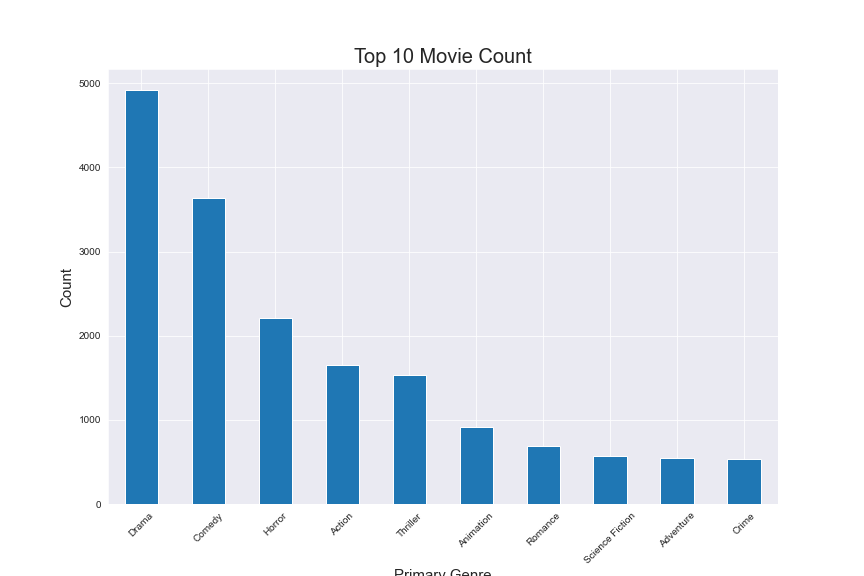 Top 10 Movie Count
Count
5000
4000
3000
2000
1000
0
Drama
Comedy
Horror
Action
Thriller
Animation
Romance
Science Fiction
Adventure
Crime
Primary Genre